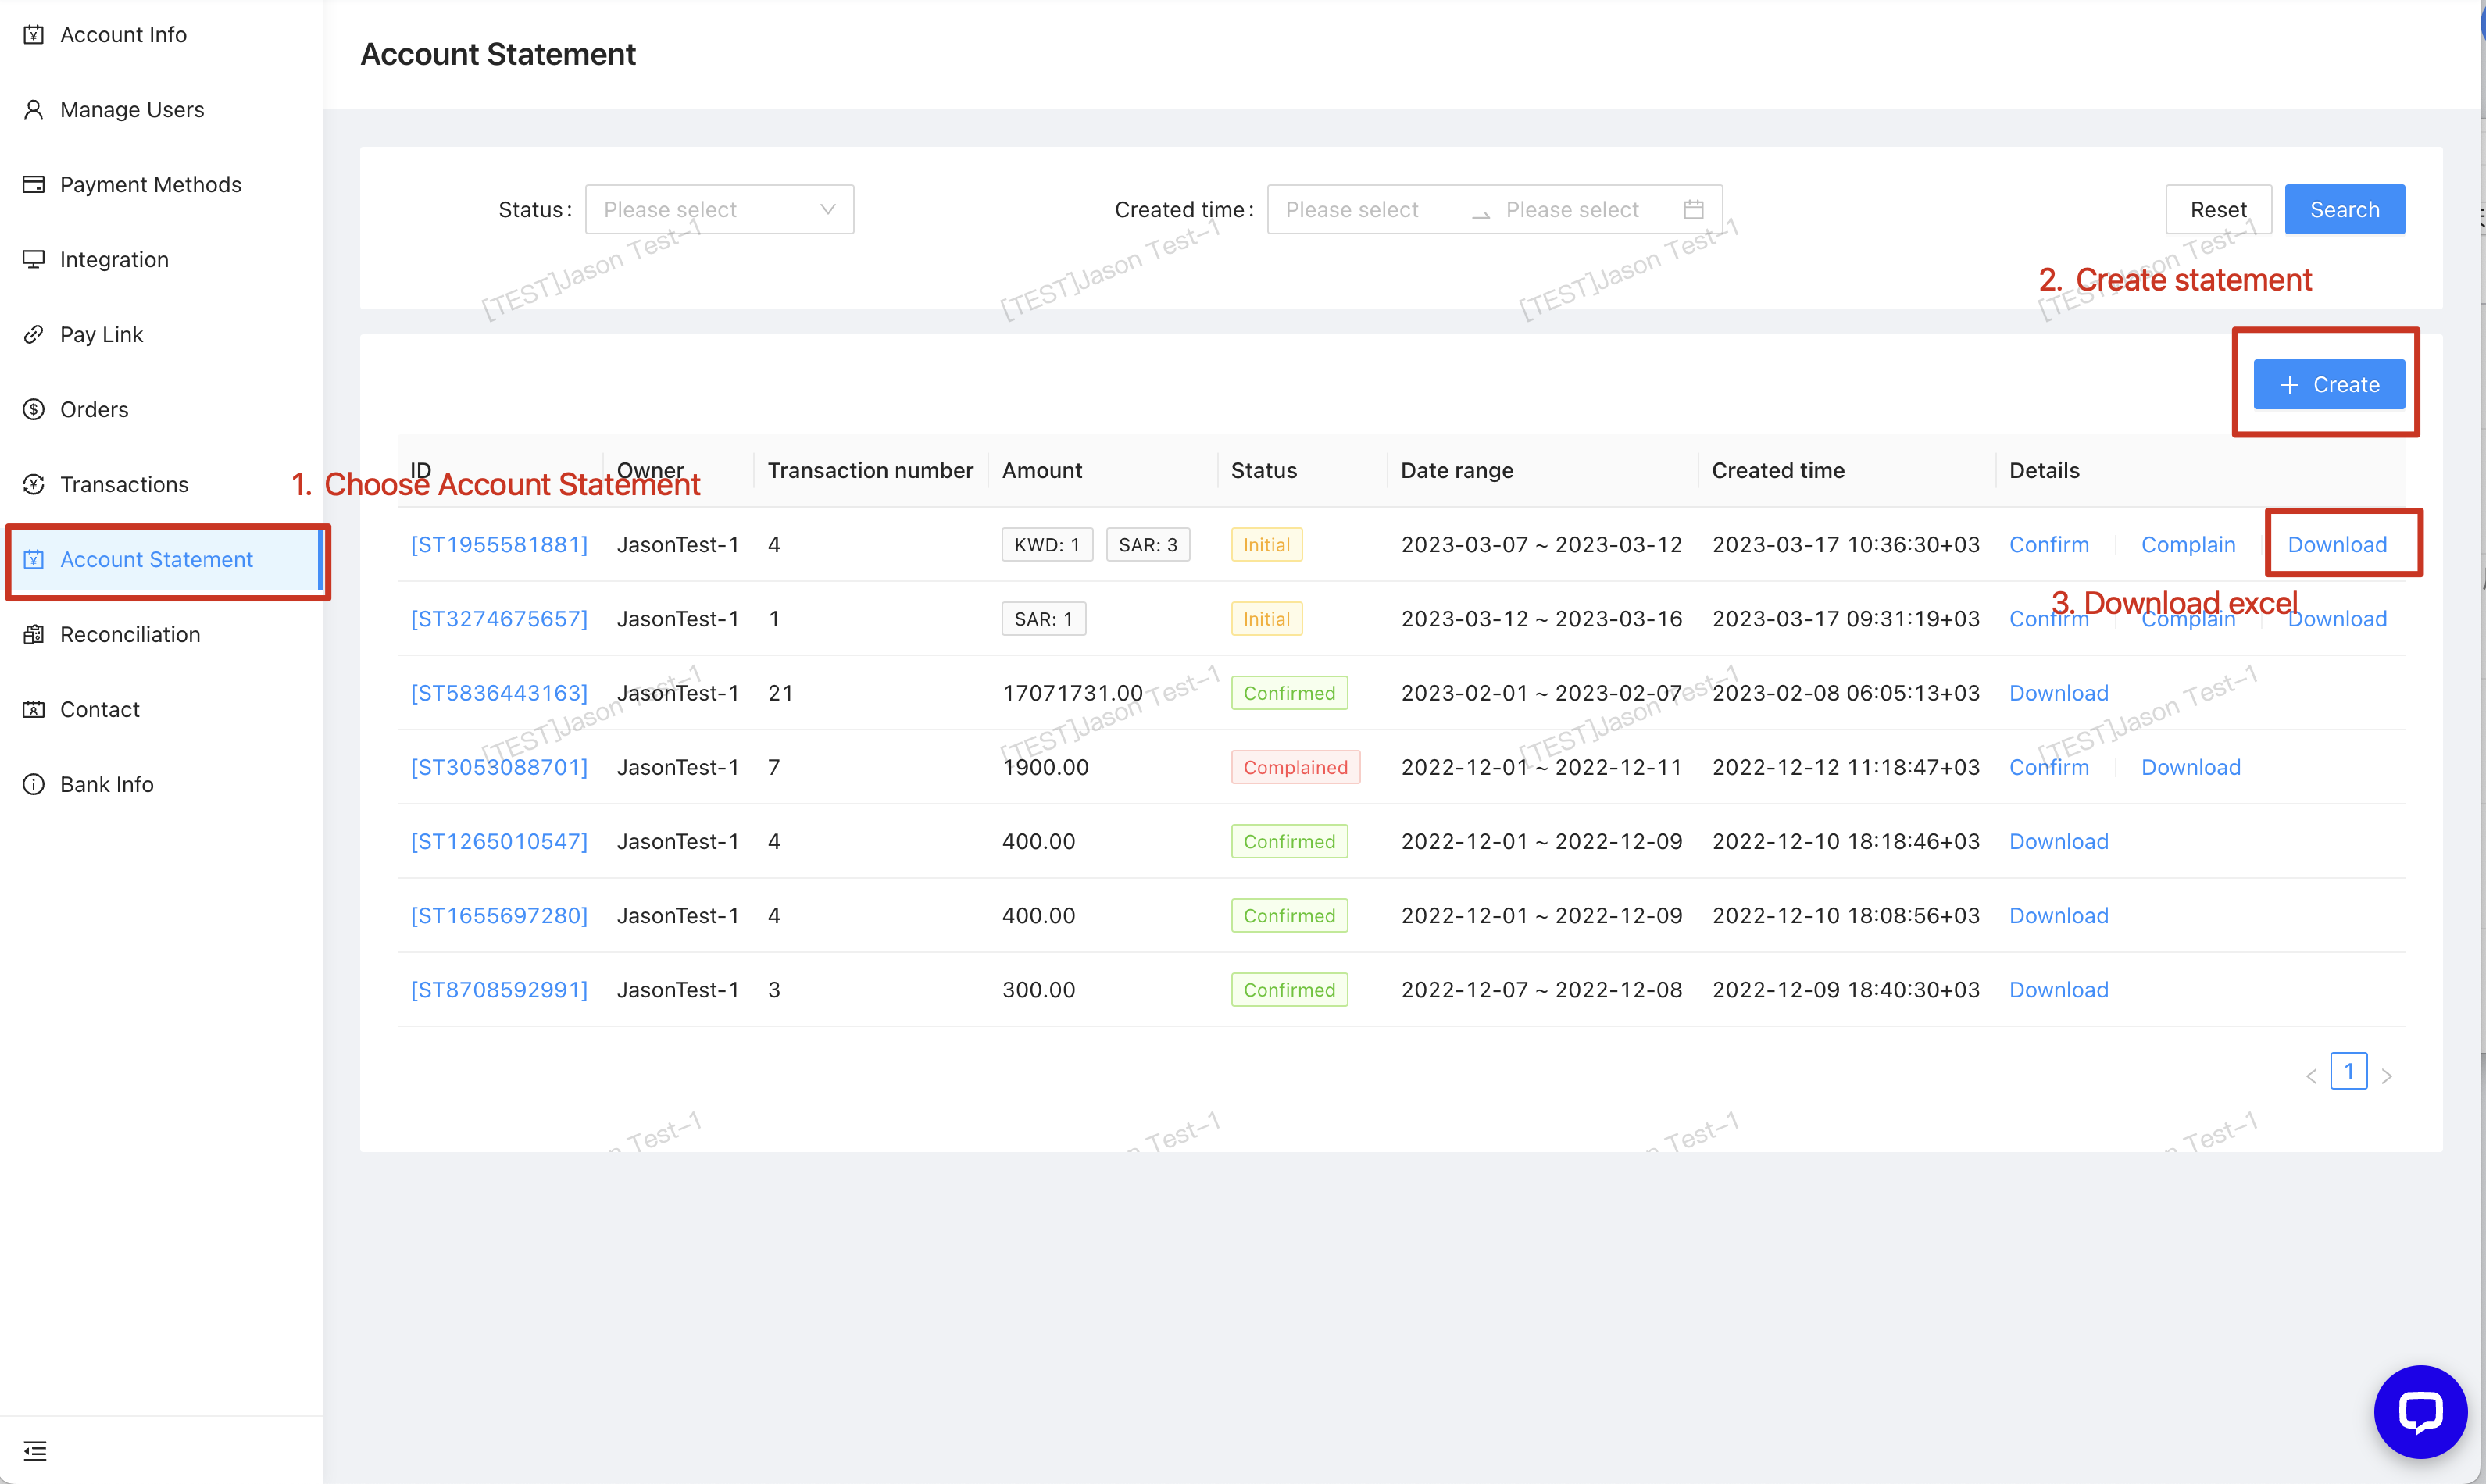 Account Info
Manage Users
Payment Methods
Integration
Pay Link
Orders
Transactions
Account Statement
Reconciliation
Contact
Bank Info
Account Statement
Status: Please select Created time: Please select Please select Reset Search
[TEST]Jason Test-1 [TEST]Jason Test-1 [TEST]Jason Test-1 [TEST]Jason Test-1
2. Create statement
+ Create
1. Choose Account Statement
ID Owner Transaction number Amount Status Date range Created time Details
[ST1955581881] JasonTest-1 4 KWD: 1 SAR: 3 Initial 2023-03-07 ~ 2023-03-12 2023-03-17 10:36:30+03 Confirm Complain Download
3. Download excel
[ST3274675657] JasonTest-1 1 SAR: 1 Initial 2023-03-12 ~ 2023-03-16 2023-03-17 09:31:19+03 Confirm Complain Download
[ST5836443163] JasonTest-1 21 17071731.00 Confirmed 2023-02-01 ~ 2023-02-07 2023-02-08 06:05:13+03 Download
[TEST]Jason Test-1 [TEST]Jason Test-1 [TEST]Jason Test-1 [TEST]Jason Test-1
[ST3053088701] JasonTest-1 7 1900.00 Complained 2022-12-01 ~ 2022-12-11 2022-12-12 11:18:47+03 Confirm Download
[ST1265010547] JasonTest-1 4 400.00 Confirmed 2022-12-01 ~ 2022-12-09 2022-12-10 18:18:46+03 Download
[ST1655697280] JasonTest-1 4 400.00 Confirmed 2022-12-01 ~ 2022-12-09 2022-12-10 18:08:56+03 Download
[ST8708592991] JasonTest-1 3 300.00 Confirmed 2022-12-07 ~ 2022-12-08 2022-12-09 18:40:30+03 Download
< 1 >
Test-1 Test-1 Test-1 Test-1